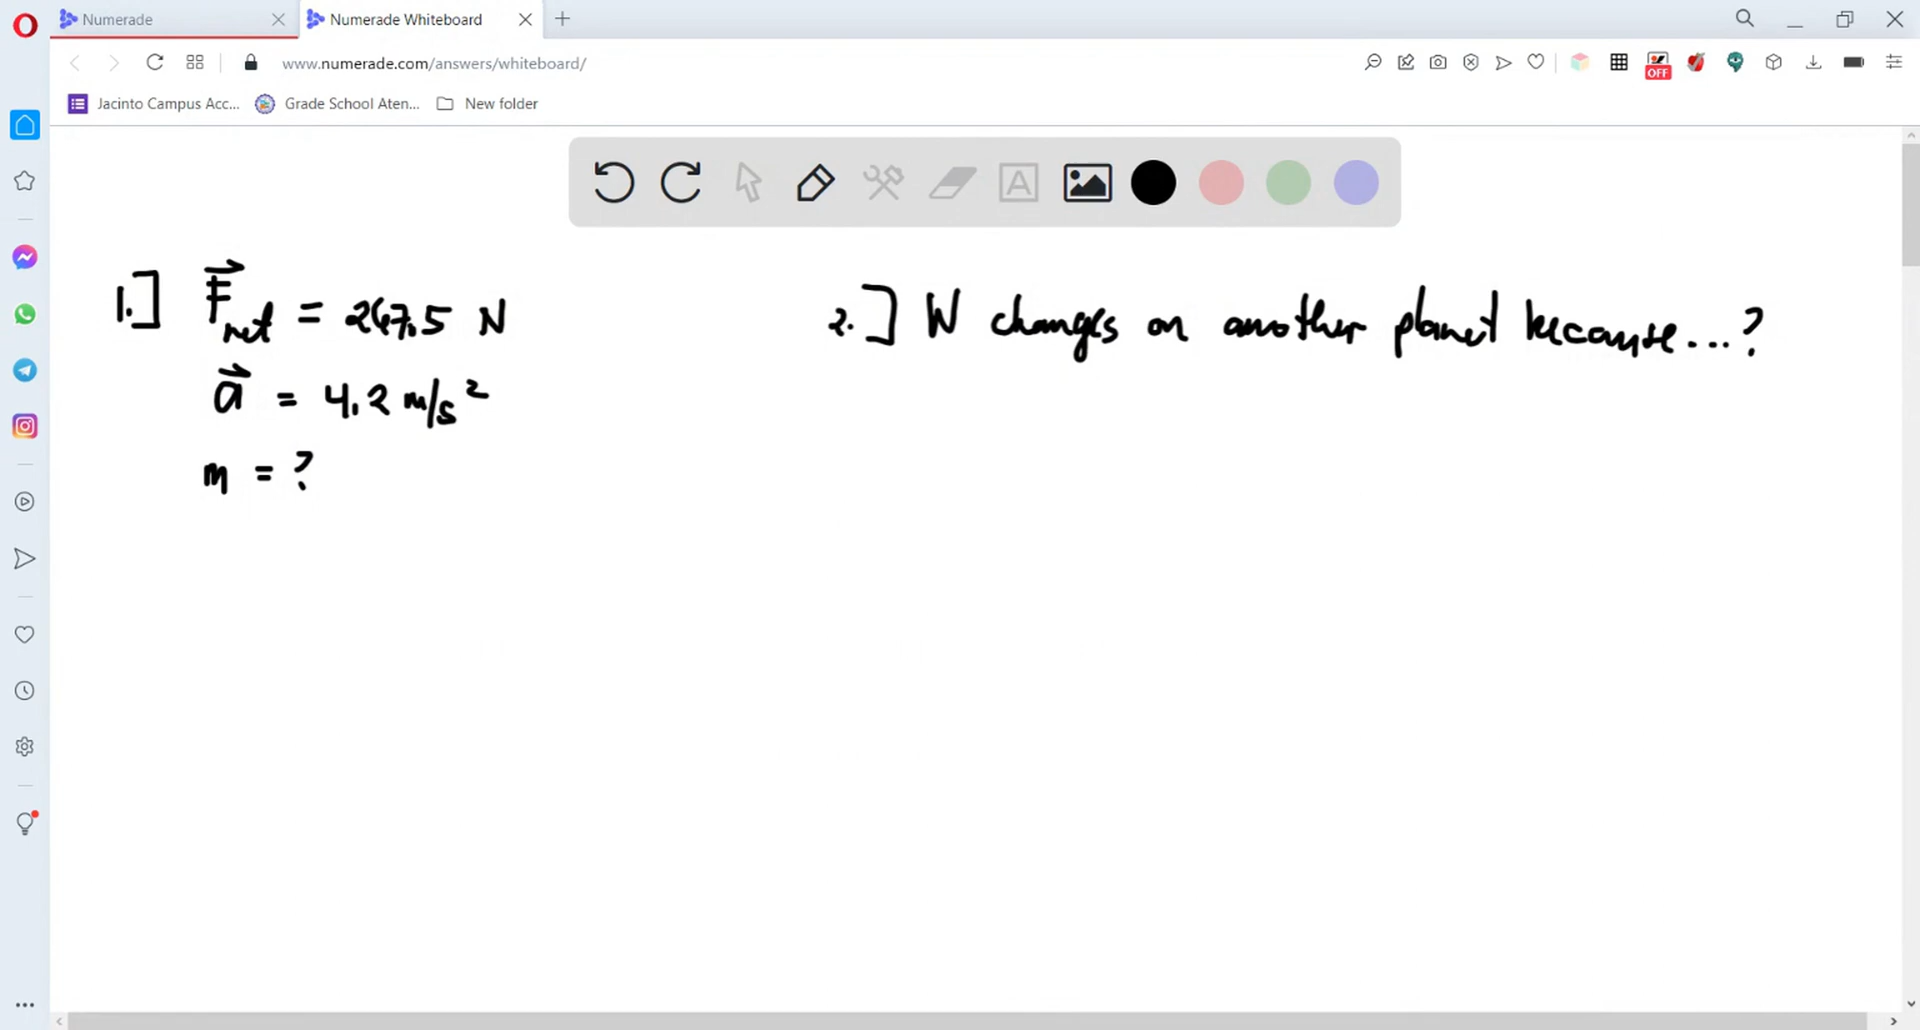 Numerade
Numerade Whiteboard
www.numerade.com/answers/whiteboard/
OFF
Jacinto Campus Acc...
Grade School Aten...
New folder
A
1.] F⃗net = 267.5 N
a⃗ = 4.2 m/s²
m = ?
2.] W changes on another planet because...?